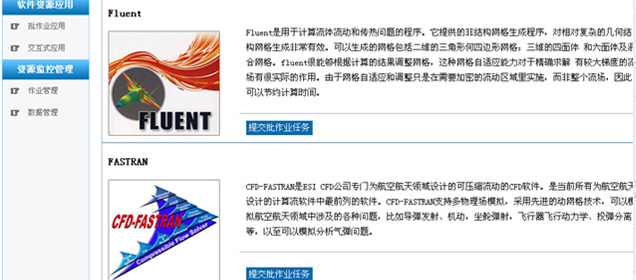 软件资源应用
批作业应用
交互式应用
资源监控管理
作业管理
数据管理
Fluent
FLUENT
Fluent是用于计算流体流动和传热问题的程序。它提供的非结构网格生成程序，对相对复杂的几何结
构网格生成非常有效。可以生成的网格包括二维的三角形何四边形网格；三维的四面体 和六面体及混
合网格。fluent很能够根据计算的结果调整网格，这种网格自适应能力对于精确求解 有较大梯度的流
场有很实际的作用。由于网格自适应和调整只是在需要加密的流动区域里实施，而非整个流场，因此
可以节约计算时间。
提交批作业任务
FASTRAN
CFD-FASTRAN
Compressible Flow Solver
CFD-FASTRAN是ESI CFD公司专门为航空航天领域设计的可压缩流动的CFD软件。是当前所有为航空航天
设计的计算流软件中最前列的软件。CFD-FASTRAN支持多物理场模拟，采用先进的动网格技术，可以模
拟航空航天领域中涉及的各种问题，比如导弹发射、机动，坐舱弹射，飞行器飞行动力学、投弹分离
等，以至可以模拟分析气弹问题。
提交批作业任务